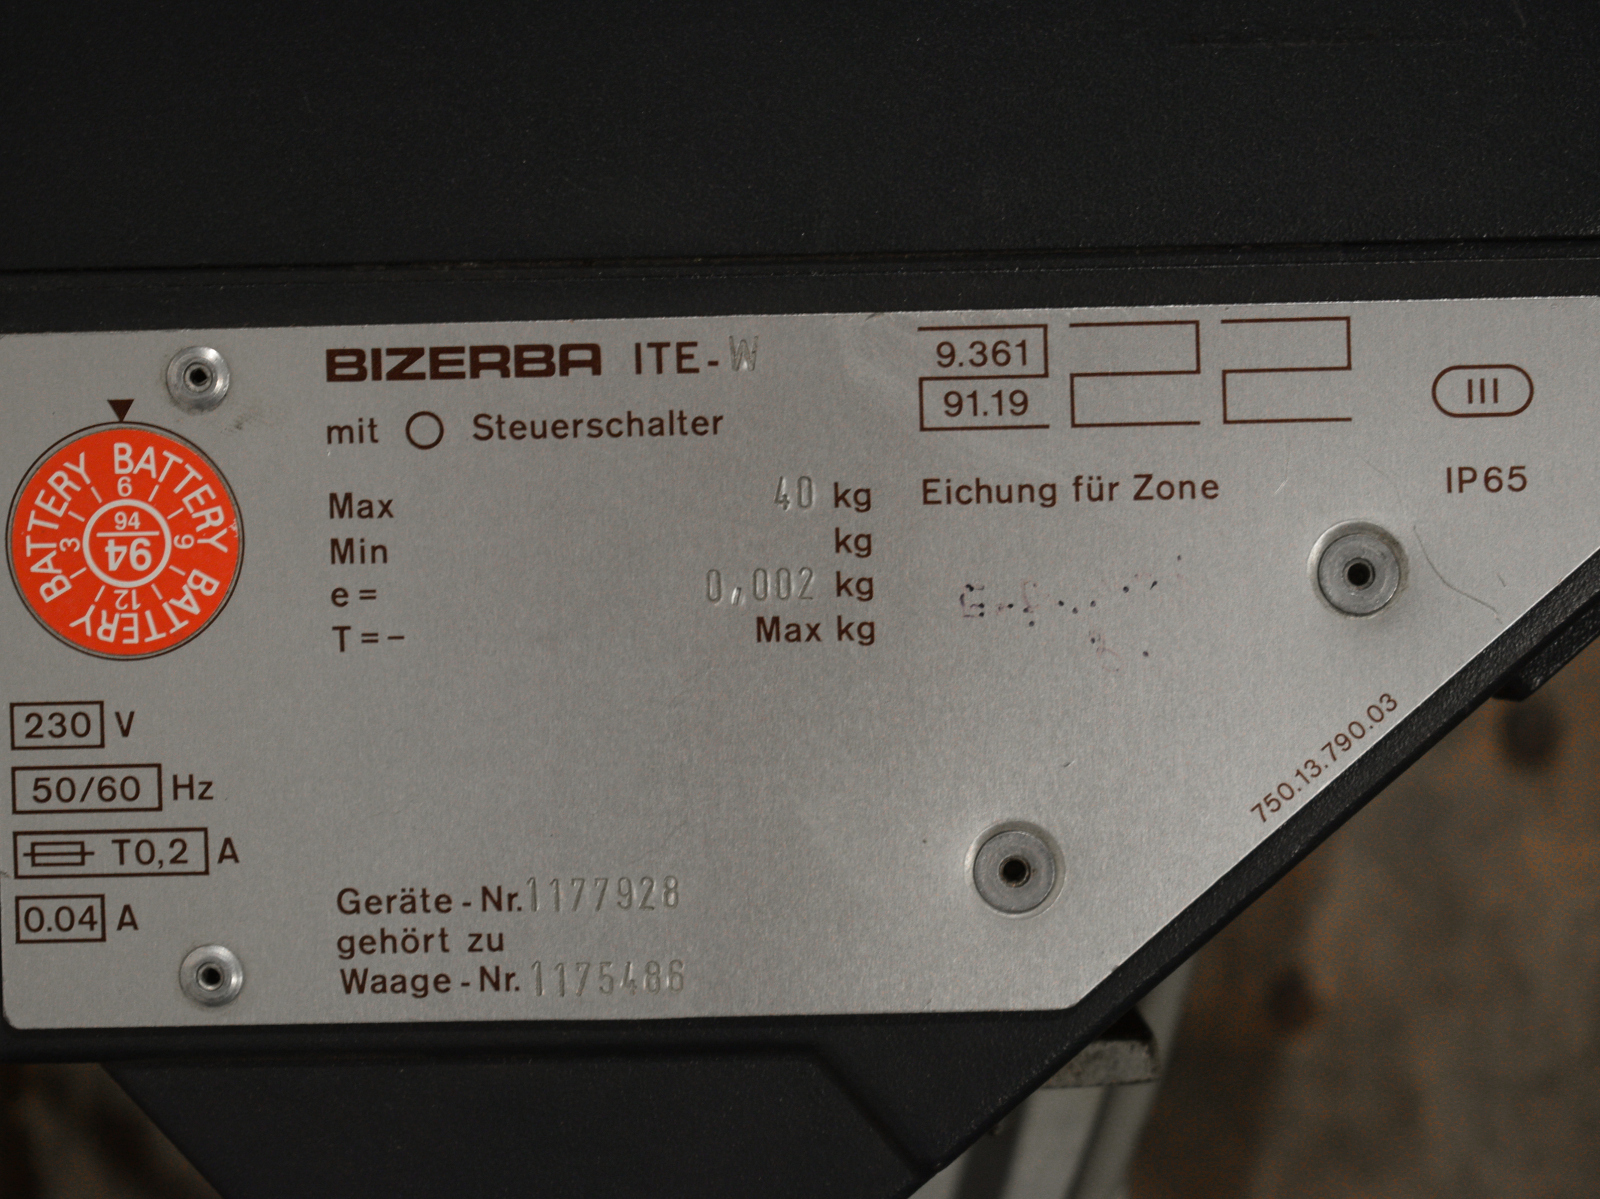 BIZERBA ITE-W
mit Steuerschalter
Max 40 kg
Min kg
e = 0,002 kg
T = – Max kg
9.361
91.19
III
Eichung für Zone
IP65
BATTERY BATTERY BATTERY BATTERY
6
9
12
3
94
94
230 V
50/60 Hz
T0,2 A
0.04 A
Geräte - Nr. 1177928
gehört zu
Waage - Nr. 1175486
750.13.790.03